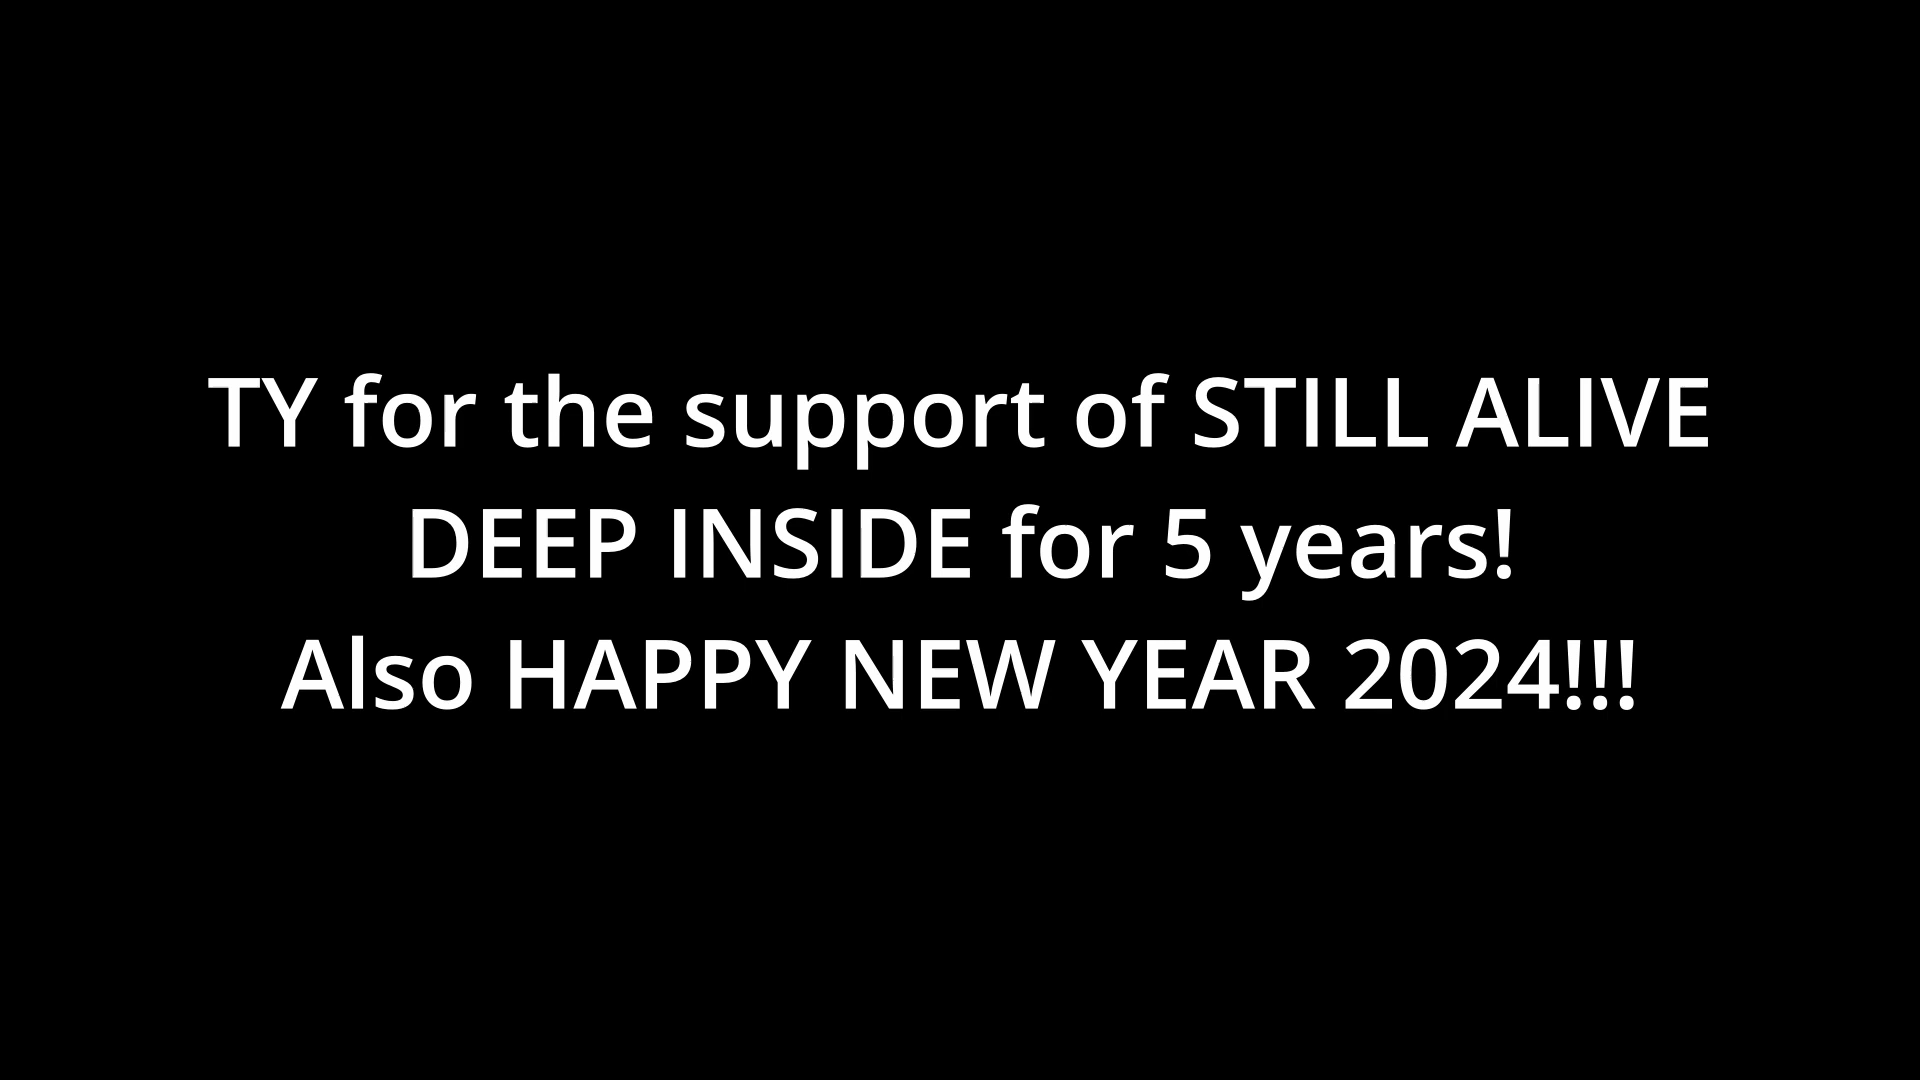 TY for the support of STILL ALIVE
DEEP INSIDE for 5 years!
Also HAPPY NEW YEAR 2024!!!